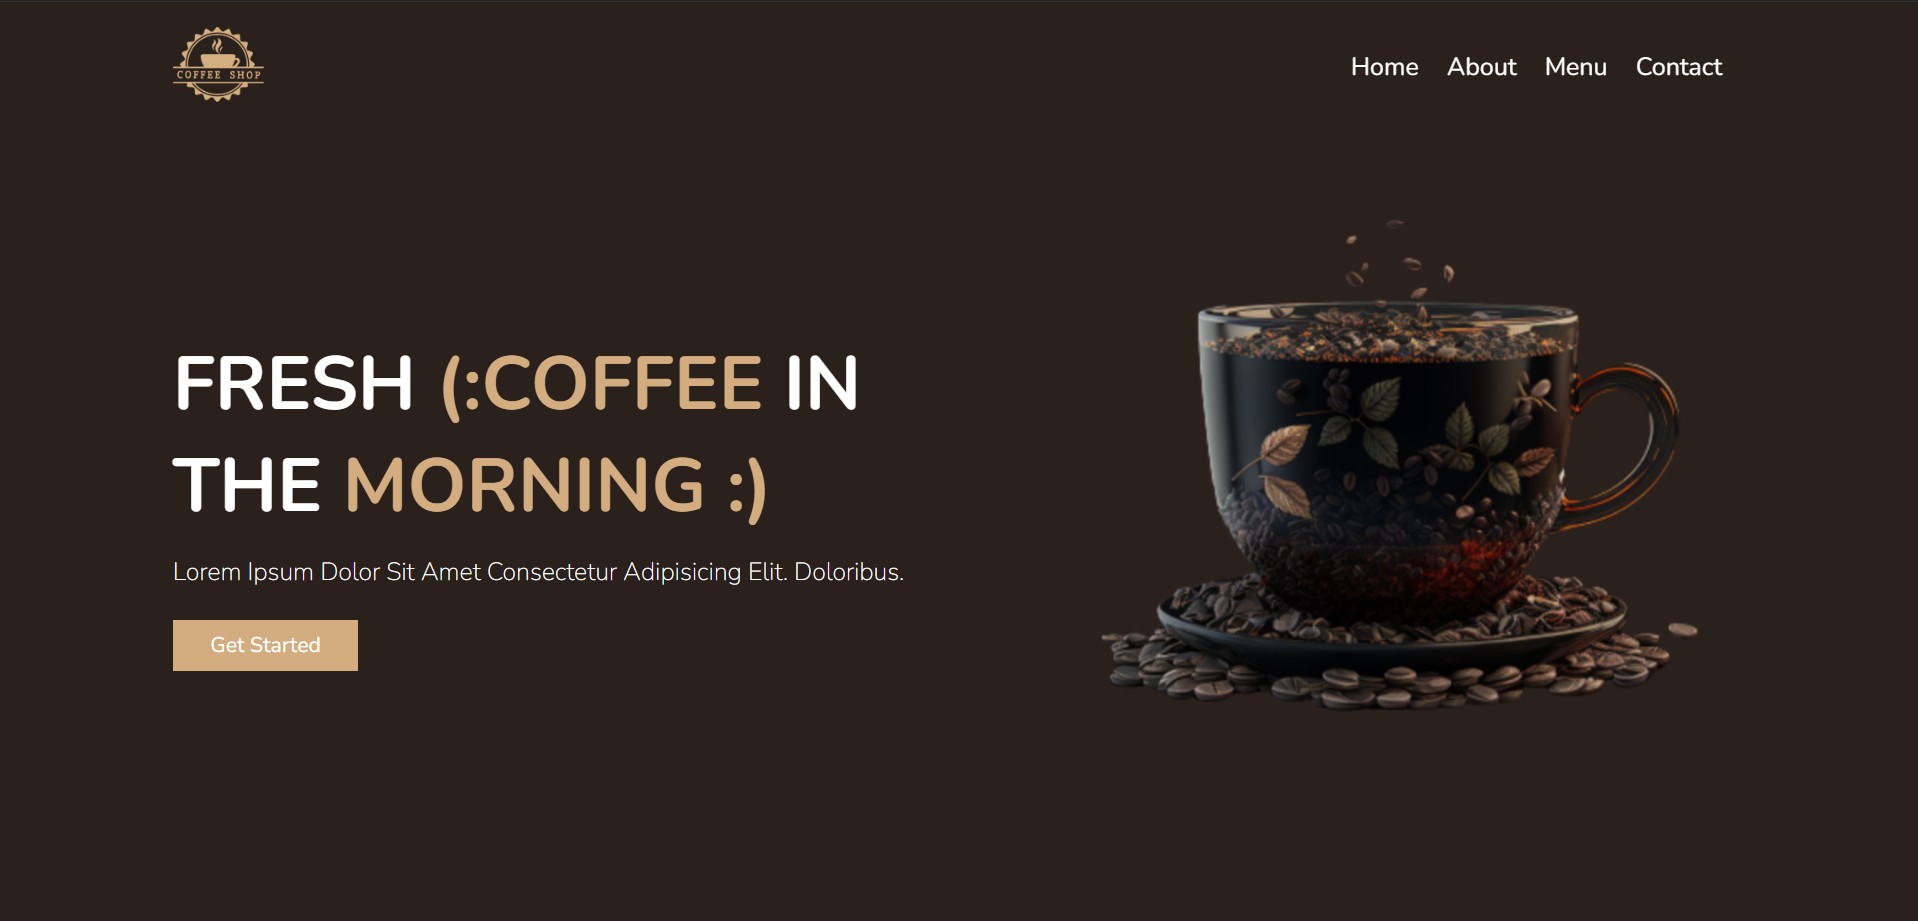 COFFEE SHOP
Home About Menu Contact
FRESH (:COFFEE IN
THE MORNING :)
Lorem Ipsum Dolor Sit Amet Consectetur Adipisicing Elit. Doloribus.
Get Started